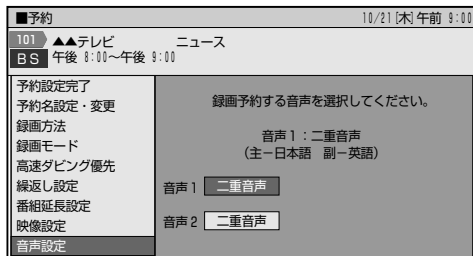 ■予約 10/21[木]午前 9:00
101 ▲▲テレビ ニュース
BS 午後 8:00～午後 9:00
予約設定完了
予約名設定・変更
録画方法
録画モード
高速ダビング優先
繰返し設定
番組延長設定
映像設定
音声設定
録画予約する音声を選択してください。
音声1：二重音声
（主－日本語 副－英語）
音声1 二重音声
音声2 二重音声